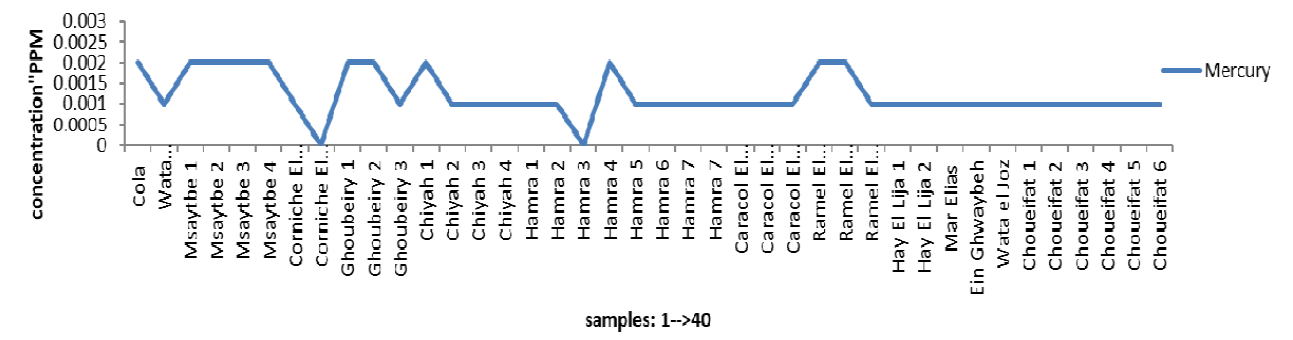 concentration"PPM
0.003
0.0025
0.002
0.0015
0.001
0.0005
0
Cola
Wata...
Msaytbe 1
Msaytbe 2
Msaytbe 3
Msaytbe 4
Corniche El...
Corniche El...
Ghoubeiry 1
Ghoubeiry 2
Ghoubeiry 3
Chiyah 1
Chiyah 2
Chiyah 3
Chiyah 4
Hamra 1
Hamra 2
Hamra 3
Hamra 4
Hamra 5
Hamra 6
Hamra 7
Hamra 7
Caracol El...
Caracol El...
Caracol El...
Ramel El...
Ramel El...
Ramel El...
Hay El Lija 1
Hay El Lija 2
Mar Elias
Ein Ghwaybeh
Wata el Joz
Choueifat 1
Choueifat 2
Choueifat 3
Choueifat 4
Choueifat 5
Choueifat 6
samples: 1-->40
Mercury